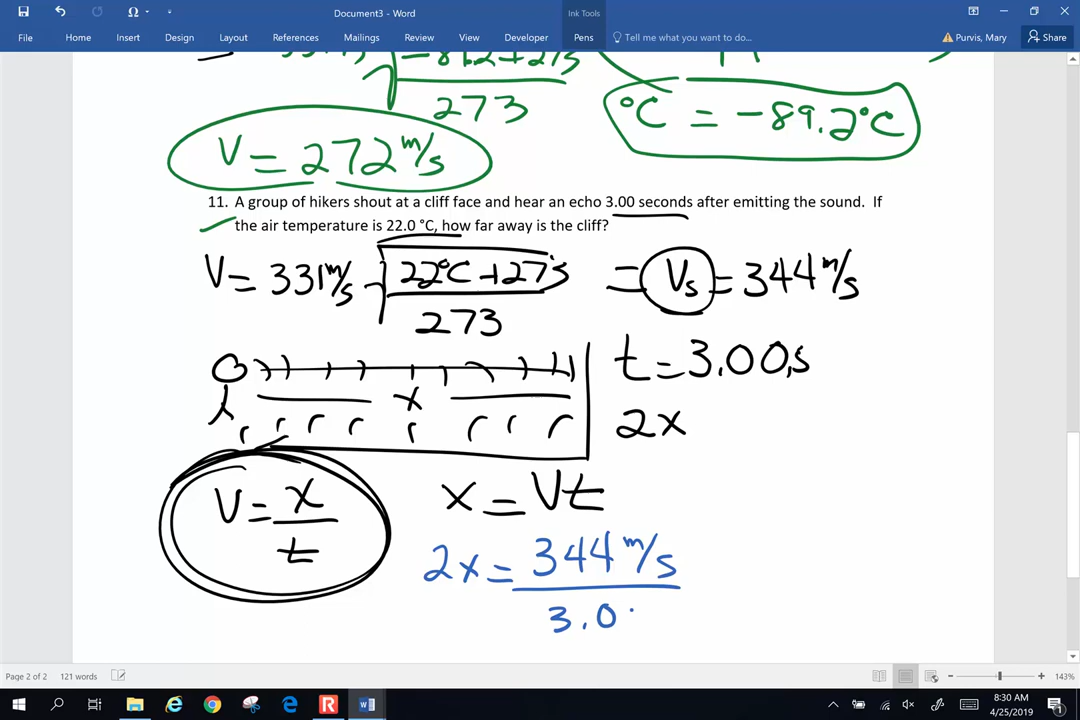 Document3 - Word
Ink Tools
File Home Insert Design Layout References Mailings Review View Developer Pens Tell me what you want to do... Purvis, Mary Share
273
°C = -89.2°C
V = 272 m/s
11. A group of hikers shout at a cliff face and hear an echo 3.00 seconds after emitting the sound. If
the air temperature is 22.0 °C, how far away is the cliff?
V = 331 m/s √ 22°C + 273 = Vs = 344 m/s
273
t = 3.00 s
x
2x
V = x
t
x = Vt
2x = 344 m/s
3.0
Page 2 of 2 121 words 143%
8:30 AM
4/25/2019